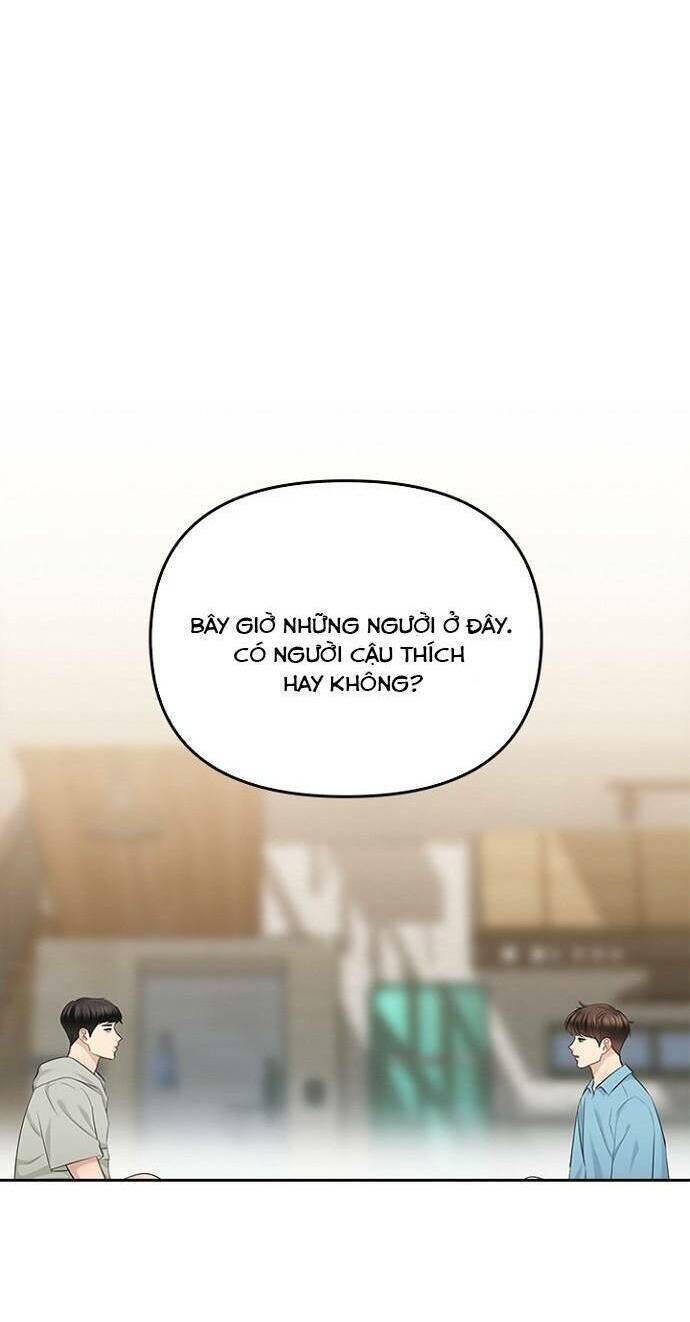 BÂY GIỜ NHỮNG NGƯỜI Ở ĐÂY.
CÓ NGƯỜI CẬU THÍCH
HAY KHÔNG?